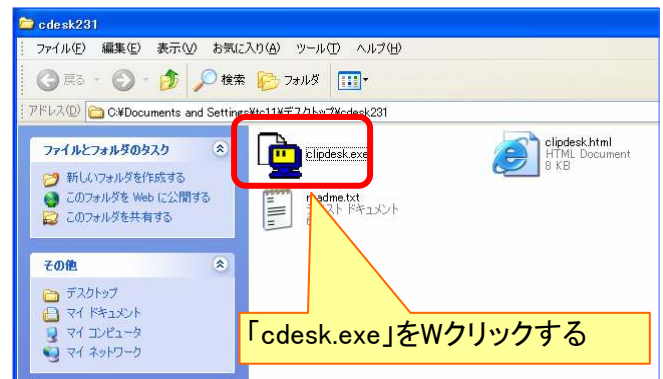 cdesk231
ファイル(F) 編集(E) 表示(V) お気に入り(A) ツール(T) ヘルプ(H)
戻る 検索 フォルダ
アドレス(D) C:¥Documents and Settings¥tc11¥デスクトップ¥cdesk231
ファイルとフォルダのタスク
新しいフォルダを作成する
このフォルダを Web に公開する
このフォルダを共有する
その他
デスクトップ
マイ ドキュメント
マイ コンピュータ
マイ ネットワーク
clipdesk.exe
clipdesk.html
HTML Document
8 KB
readme.txt
テキスト ドキュメント
「cdesk.exe」をWクリックする